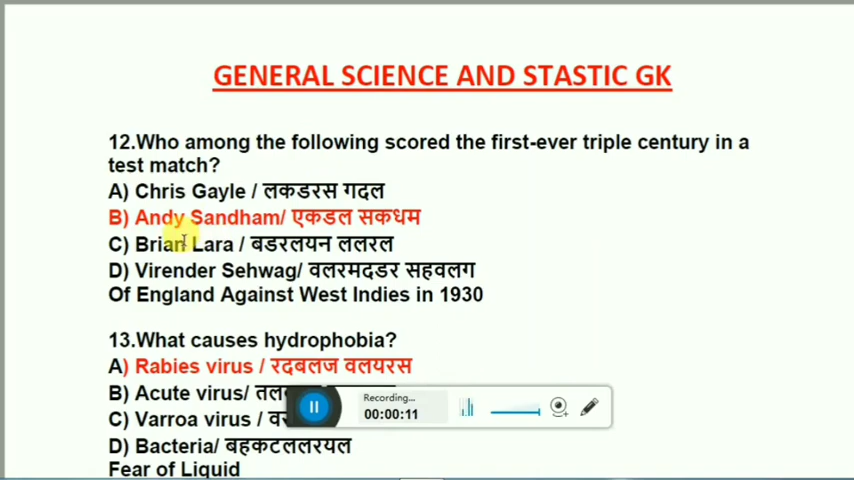 GENERAL SCIENCE AND STASTIC GK
12.Who among the following scored the first-ever triple century in a
test match?
A) Chris Gayle / लकडरस गदल
B) Andy Sandham/ एकडल सकधम
C) Brian Lara / बडरलयन ललरल
D) Virender Sehwag/ वलरमदडर सहवलग
Of England Against West Indies in 1930
13.What causes hydrophobia?
A) Rabies virus / रदबलज वलयरस
B) Acute virus/
C) Varroa virus /
D) Bacteria/ बहकटललरयल
Fear of Liquid
Recording...
00:00:11